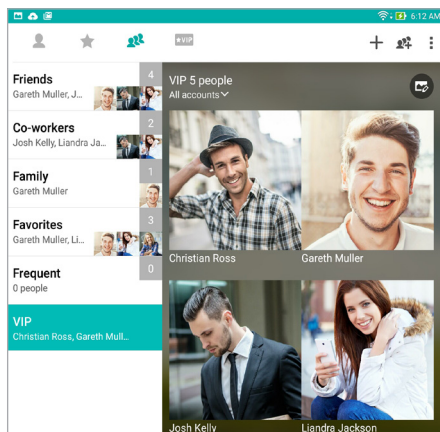 6:12 AM
VIP
Friends
4
Gareth Muller, J...
Co-workers
2
Josh Kelly, Liandra Ja...
Family
1
Gareth Muller
Favorites
3
Gareth Muller, Li...
Frequent
0
0 people
VIP
Christian Ross, Gareth Mull...
VIP 5 people
All accounts
Christian Ross
Gareth Muller
Josh Kelly
Liandra Jackson